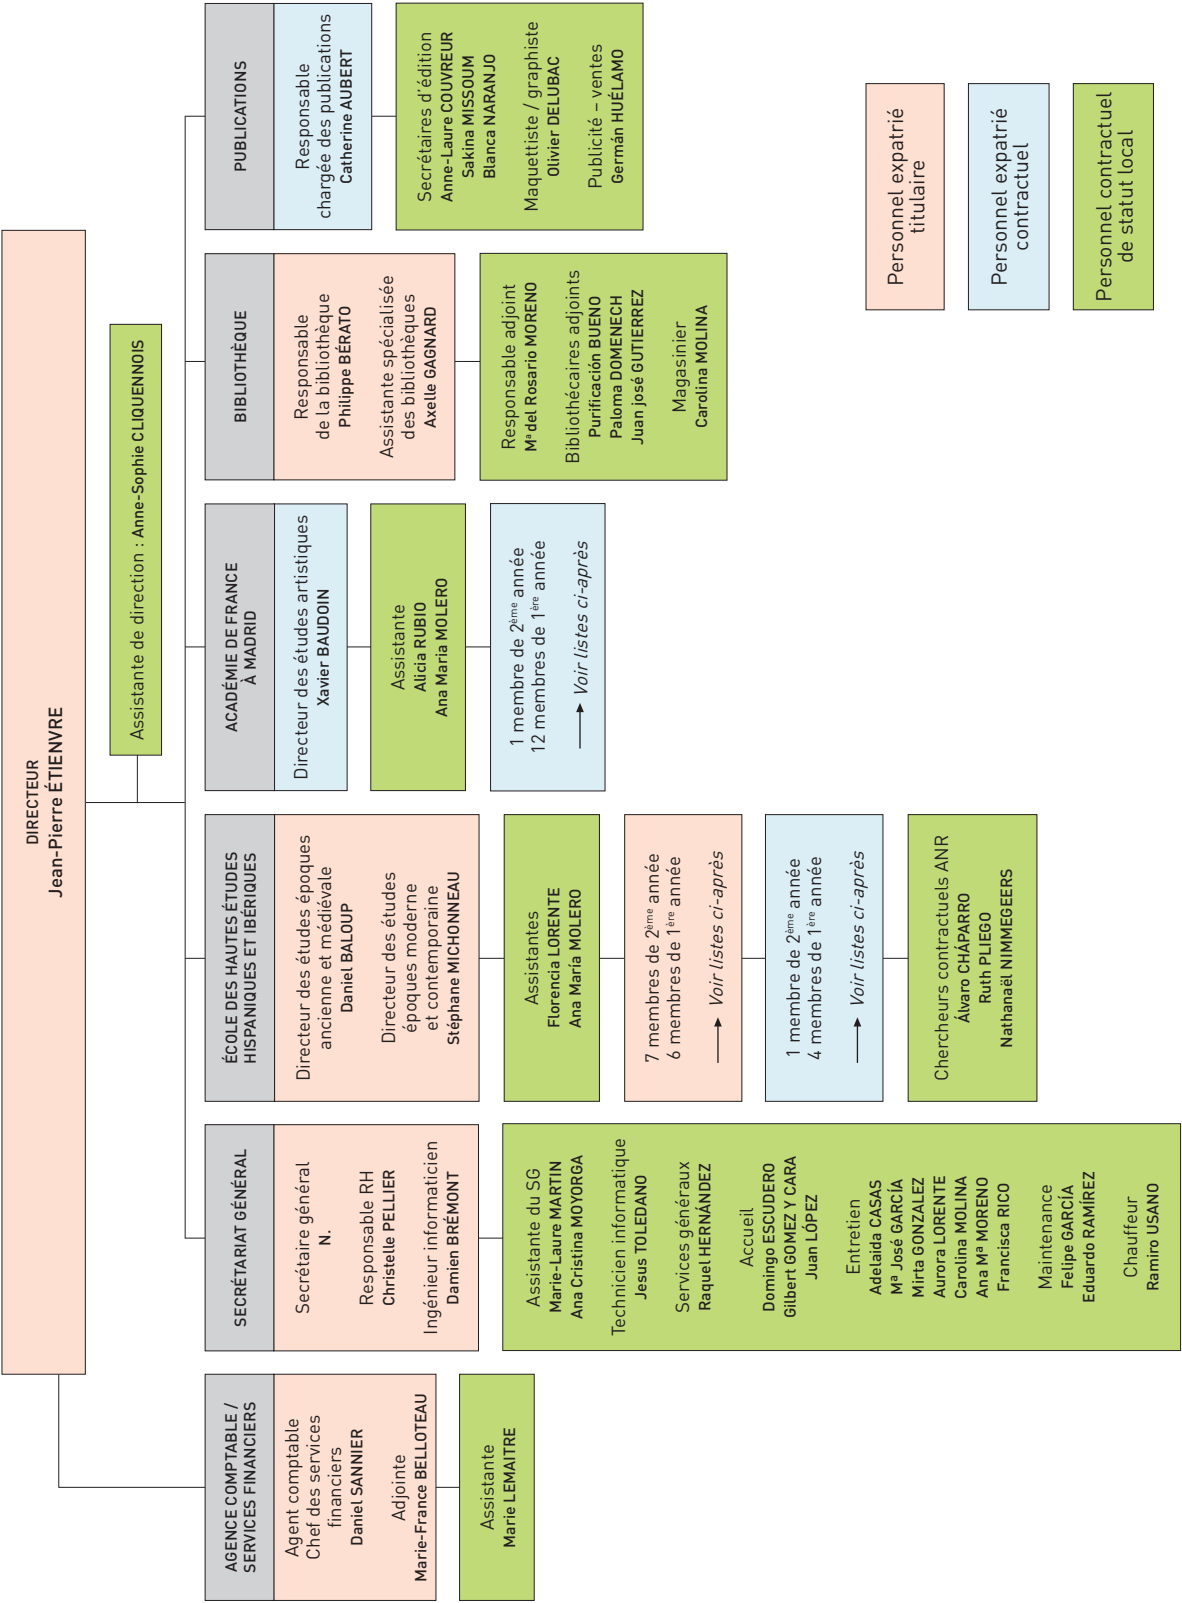 DIRECTEUR
Jean-Pierre ÉTIENVRE
Assistante de direction : Anne-Sophie CLIQUENNOIS
AGENCE COMPTABLE /
SERVICES FINANCIERS
Agent comptable
Chef des services
financiers
Daniel SANNIER
Adjointe
Marie-France BELLOTEAU
Assistante
Marie LEMAITRE
SECRÉTARIAT GÉNÉRAL
Secrétaire général
N.
Responsable RH
Christelle PELLIER
Ingénieur informaticien
Damien BRÉMONT
Assistante du SG
Marie-Laure MARTIN
Ana Cristina MOYORGA
Technicien informatique
Jesus TOLEDANO
Services généraux
Raquel HERNÁNDEZ
Accueil
Domingo ESCUDERO
Gilbert GOMEZ Y CARA
Juan LÓPEZ
Entretien
Adelaida CASAS
Mª José GARCÍA
Mirta GONZALEZ
Aurora LORENTE
Carolina MOLINA
Ana Mª MORENO
Francisca RICO
Maintenance
Felipe GARCÍA
Eduardo RAMÍREZ
Chauffeur
Ramiro USANO
ÉCOLE DES HAUTES ÉTUDES
HISPANIQUES ET IBÉRIQUES
Directeur des études époques
ancienne et médiévale
Daniel BALOUP
Directeur des études
époques moderne
et contemporaine
Stéphane MICHONNEAU
Assistantes
Florencia LORENTE
Ana María MOLERO
7 membres de 2ème année
6 membres de 1ère année
→ Voir listes ci-après
1 membre de 2ème année
4 membres de 1ère année
→ Voir listes ci-après
Chercheurs contractuels ANR
Álvaro CHÁPARRO
Ruth PLIEGO
Nathanaël NIMMEGEERS
ACADÉMIE DE FRANCE
À MADRID
Directeur des études artistiques
Xavier BAUDOIN
Assistante
Alicia RUBIO
Ana Maria MOLERO
1 membre de 2ème année
12 membres de 1ère année
→ Voir listes ci-après
BIBLIOTHÈQUE
Responsable
de la bibliothèque
Philippe BÉRATO
Assistante spécialisée
des bibliothèques
Axelle GAGNARD
Responsable adjoint
Mª del Rosario MORENO
Bibliothécaires adjoints
Purificación BUENO
Paloma DOMENECH
Juan josé GUTIERREZ
Magasinier
Carolina MOLINA
PUBLICATIONS
Responsable
chargée des publications
Catherine AUBERT
Secrétaires d'édition
Anne-Laure COUVREUR
Sakina MISSOUM
Blanca NARANJO
Maquettiste / graphiste
Olivier DELUBAC
Publicité – ventes
Germán HUÉLAMO
Personnel expatrié
titulaire
Personnel expatrié
contractuel
Personnel contractuel
de statut local